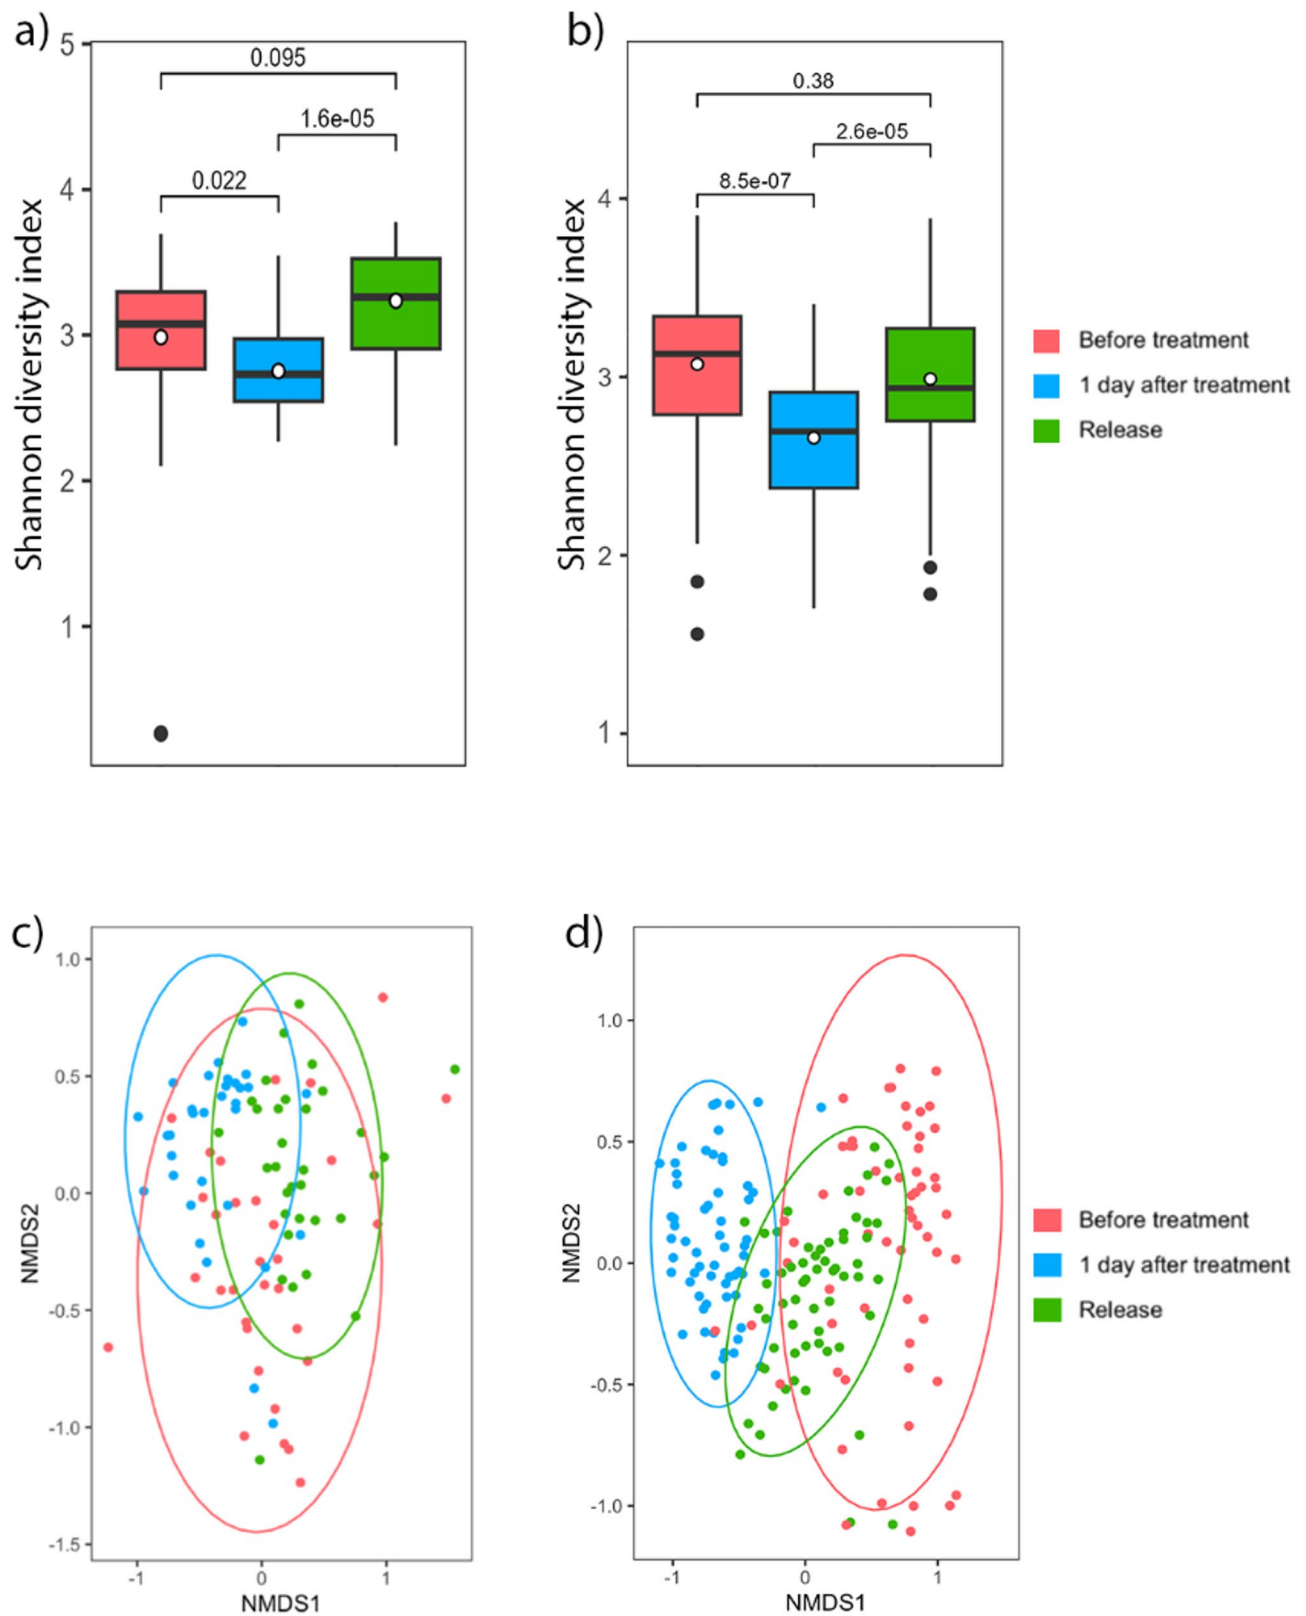 a)
5
4
3
2
1
Shannon diversity index
0.095
1.6e-05
0.022
b)
4
3
2
1
Shannon diversity index
0.38
2.6e-05
8.5e-07
Before treatment
1 day after treatment
Release
c)
1.0
0.5
0.0
-0.5
-1.0
-1.5
NMDS2
-1 0 1
NMDS1
d)
1.0
0.5
0.0
-0.5
-1.0
NMDS2
-1 0 1
NMDS1
Before treatment
1 day after treatment
Release